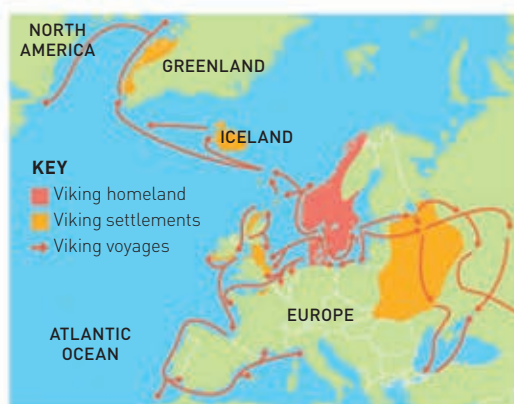 NORTH
AMERICA
GREENLAND
ICELAND
KEY
Viking homeland
Viking settlements
Viking voyages
EUROPE
ATLANTIC
OCEAN